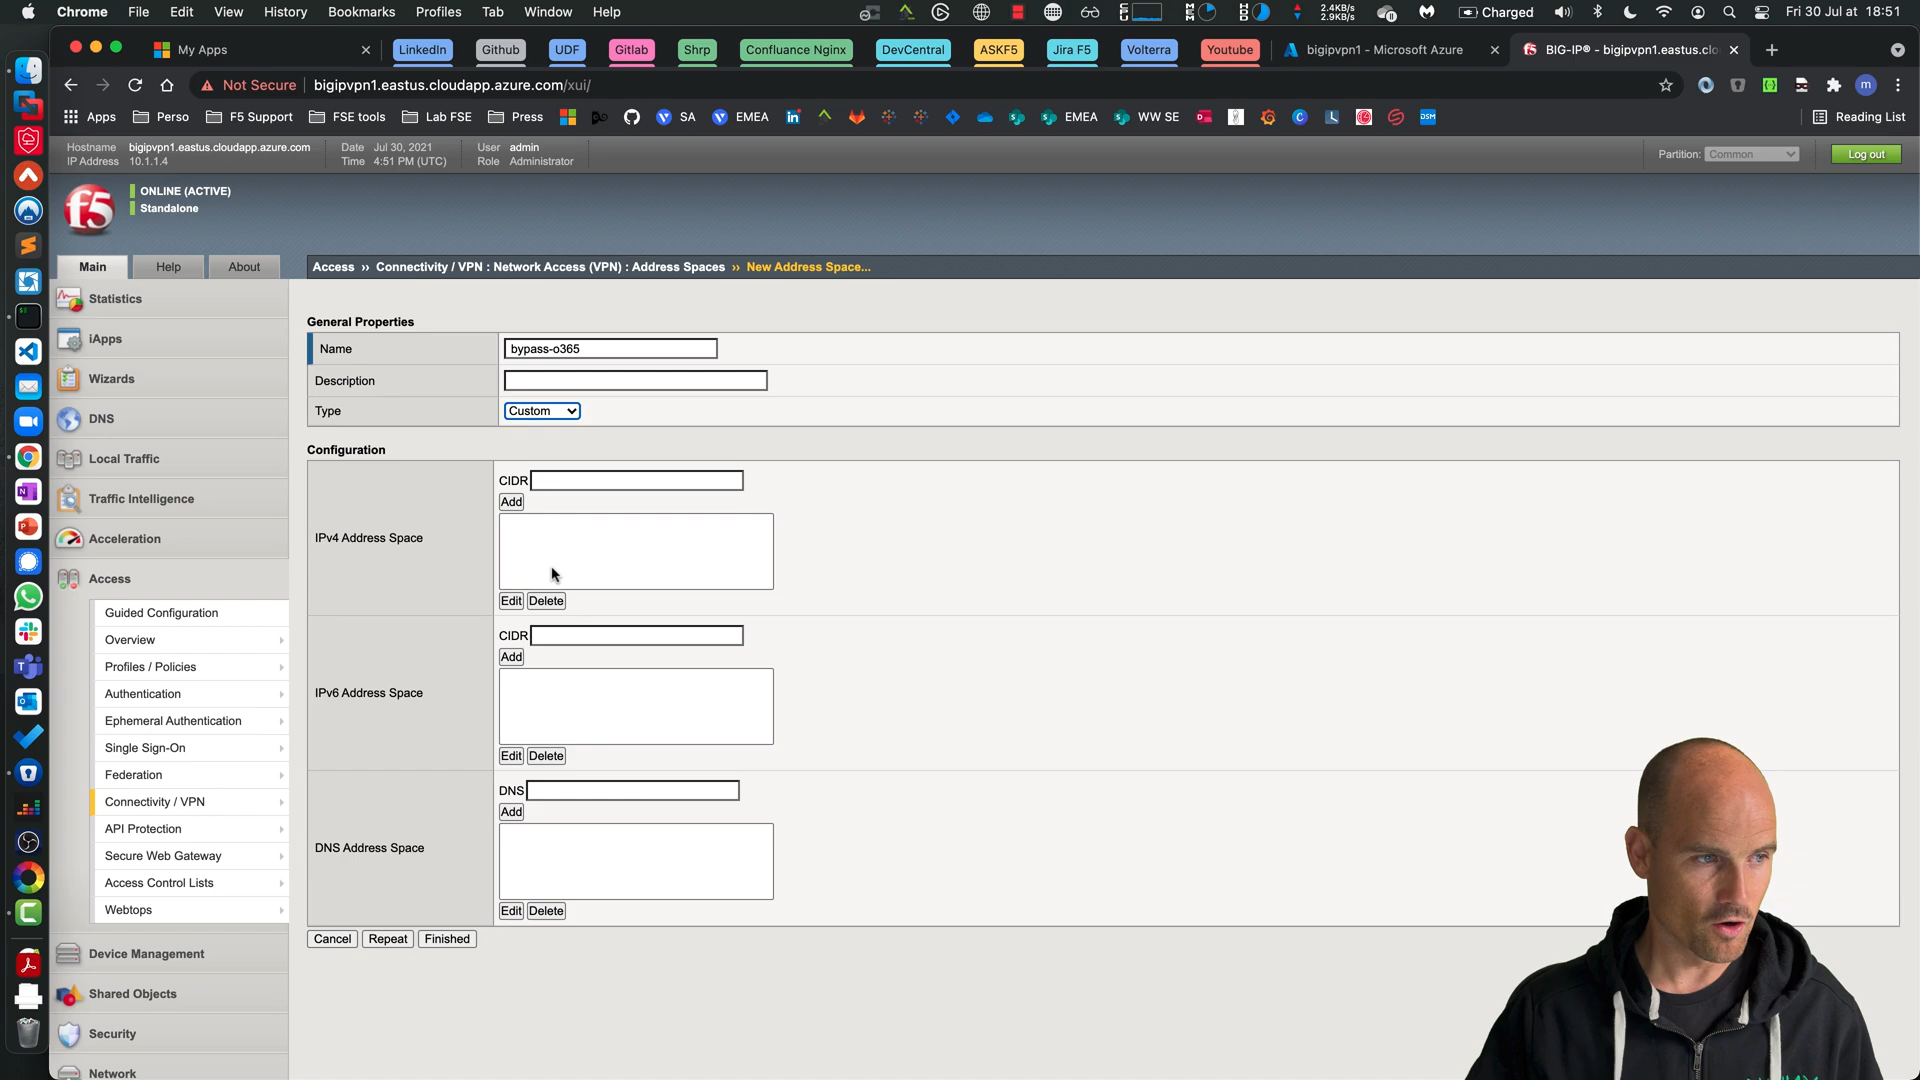 Chrome File Edit View History Bookmarks Profiles Tab Window Help 2.4KB/s 2.9KB/s Charged Fri 30 Jul at 18:51
My Apps LinkedIn Github UDF Gitlab Shrp Confluance Nginx DevCentral ASKF5 Jira F5 Volterra Youtube bigipvpn1 - Microsoft Azure BIG-IP® - bigipvpn1.eastus.clo
Not Secure bigipvpn1.eastus.cloudapp.azure.com/xui/
Apps Perso F5 Support FSE tools Lab FSE Press SA EMEA EMEA WW SE DSM Reading List
Hostname bigipvpn1.eastus.cloudapp.azure.com Date Jul 30, 2021 User admin
IP Address 10.1.1.4 Time 4:51 PM (UTC) Role Administrator
Partition: Common Log out
f5
ONLINE (ACTIVE)
Standalone
Main Help About
Access ›› Connectivity / VPN : Network Access (VPN) : Address Spaces ›› New Address Space...
Statistics
iApps
Wizards
DNS
Local Traffic
Traffic Intelligence
Acceleration
Access
Guided Configuration
Overview
Profiles / Policies
Authentication
Ephemeral Authentication
Single Sign-On
Federation
Connectivity / VPN
API Protection
Secure Web Gateway
Access Control Lists
Webtops
Device Management
Shared Objects
Security
Network
General Properties
Name bypass-o365
Description
Type Custom
Configuration
IPv4 Address Space
CIDR
Add
Edit Delete
IPv6 Address Space
CIDR
Add
Edit Delete
DNS Address Space
DNS
Add
Edit Delete
Cancel Repeat Finished